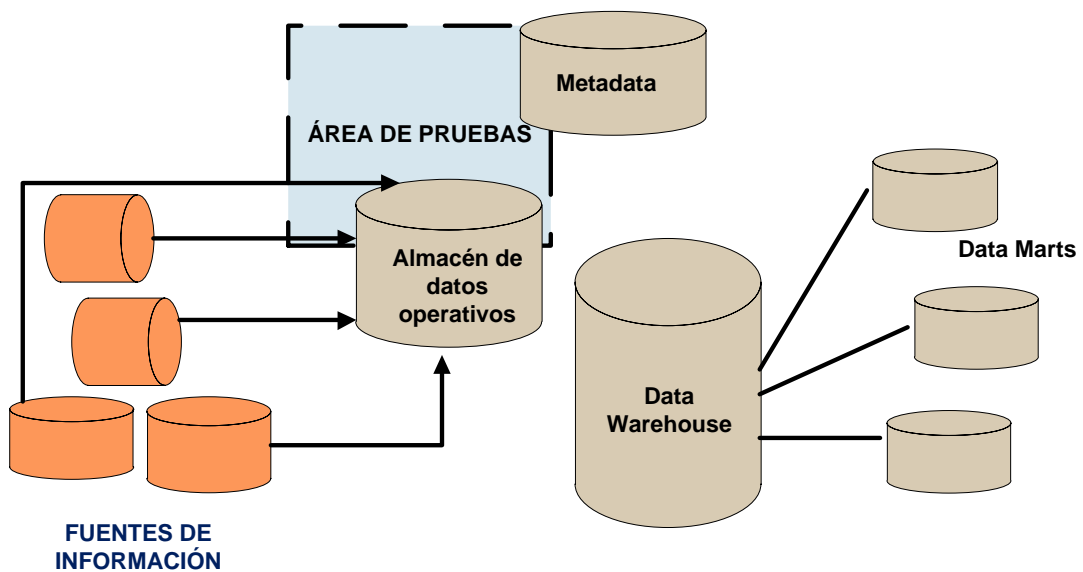 Metadata
ÁREA DE PRUEBAS
Almacén de
datos
operativos
Data Marts
Data
Warehouse
FUENTES DE
INFORMACIÓN